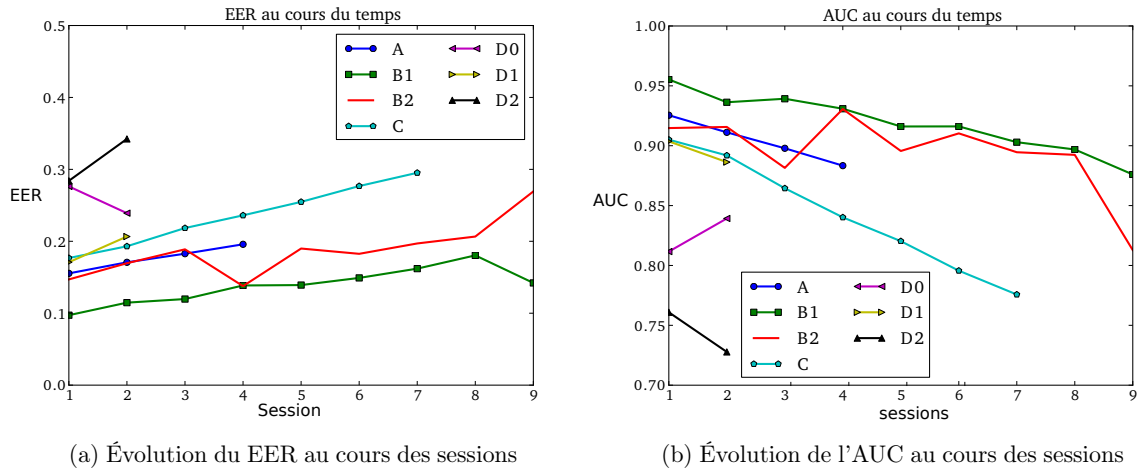 EER au cours du temps
0.5
0.4
0.3
0.2
0.1
0.0
EER
A
B1
B2
C
D0
D1
D2
1 2 3 4 5 6 7 8 9
Session
(a) Évolution du EER au cours des sessions
AUC au cours du temps
1.00
0.95
0.90
0.85
0.80
0.75
0.70
AUC
A
B1
B2
C
D0
D1
D2
1 2 3 4 5 6 7 8 9
sessions
(b) Évolution de l'AUC au cours des sessions